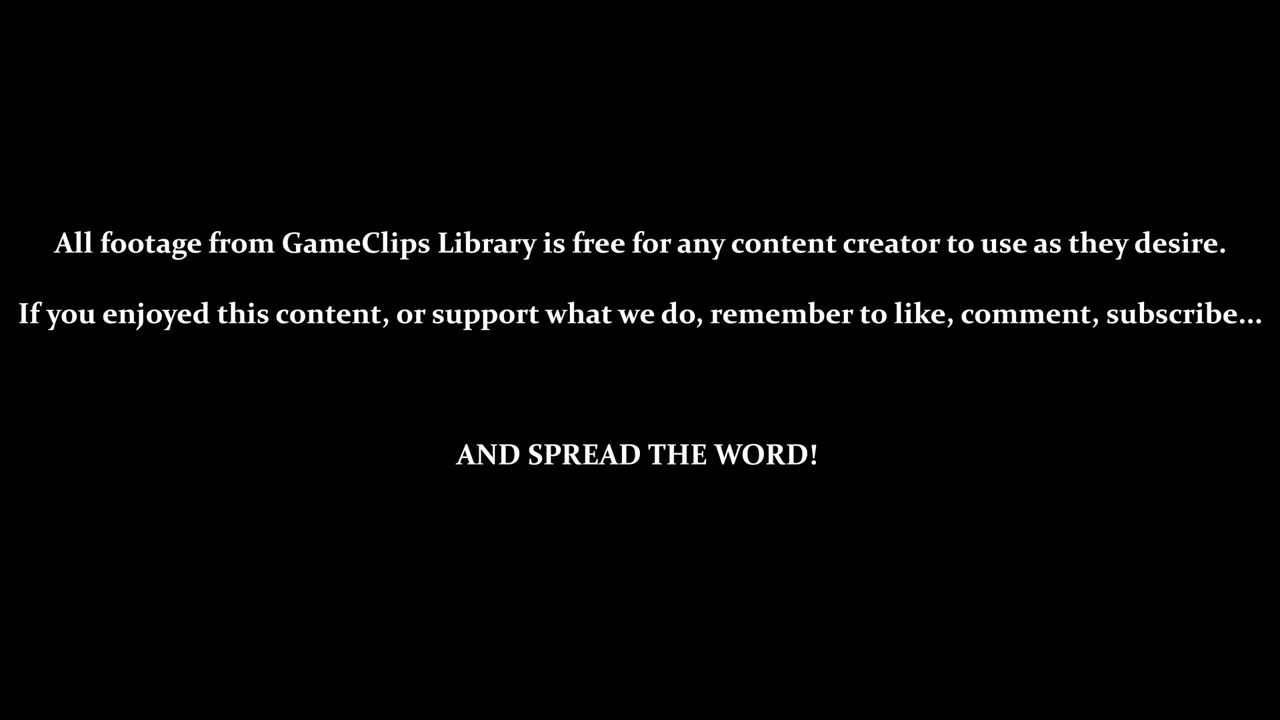 All footage from GameClips Library is free for any content creator to use as they desire.
If you enjoyed this content, or support what we do, remember to like, comment, subscribe...
AND SPREAD THE WORD!